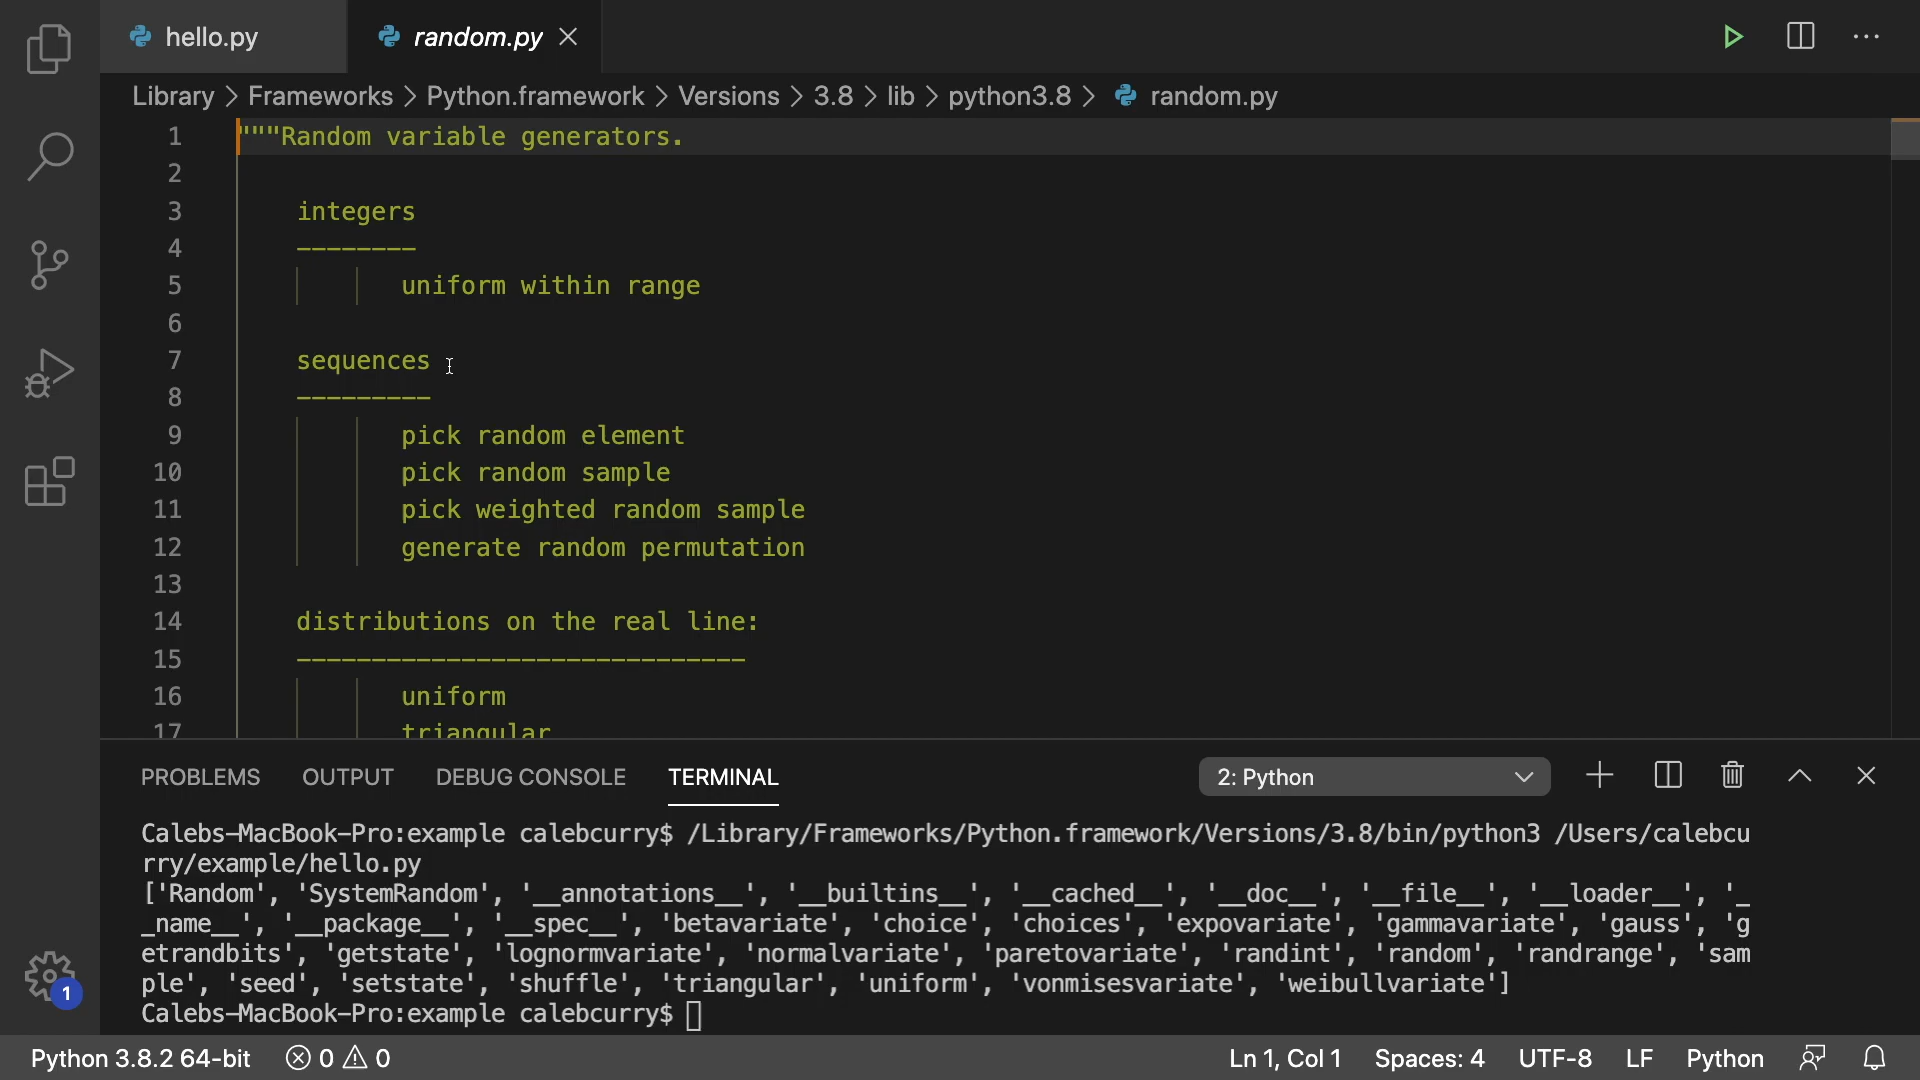 hello.py
random.py
Library > Frameworks > Python.framework > Versions > 3.8 > lib > python3.8 > random.py
1 """Random variable generators.
2
3 integers
4 --------
5 uniform within range
6
7 sequences
8 ---------
9 pick random element
10 pick random sample
11 pick weighted random sample
12 generate random permutation
13
14 distributions on the real line:
15 ------------------------------
16 uniform
17 triangular
PROBLEMS OUTPUT DEBUG CONSOLE TERMINAL 2: Python
Calebs-MacBook-Pro:example calebcurry$ /Library/Frameworks/Python.framework/Versions/3.8/bin/python3 /Users/calebcu
rry/example/hello.py
['Random', 'SystemRandom', '__annotations__', '__builtins__', '__cached__', '__doc__', '__file__', '__loader__', '_
_name__', '__package__', '__spec__', 'betavariate', 'choice', 'choices', 'expovariate', 'gammavariate', 'gauss', 'g
etrandbits', 'getstate', 'lognormvariate', 'normalvariate', 'paretovariate', 'randint', 'random', 'randrange', 'sam
ple', 'seed', 'setstate', 'shuffle', 'triangular', 'uniform', 'vonmisesvariate', 'weibullvariate']
Calebs-MacBook-Pro:example calebcurry$
1
Python 3.8.2 64-bit 0 0 Ln 1, Col 1 Spaces: 4 UTF-8 LF Python